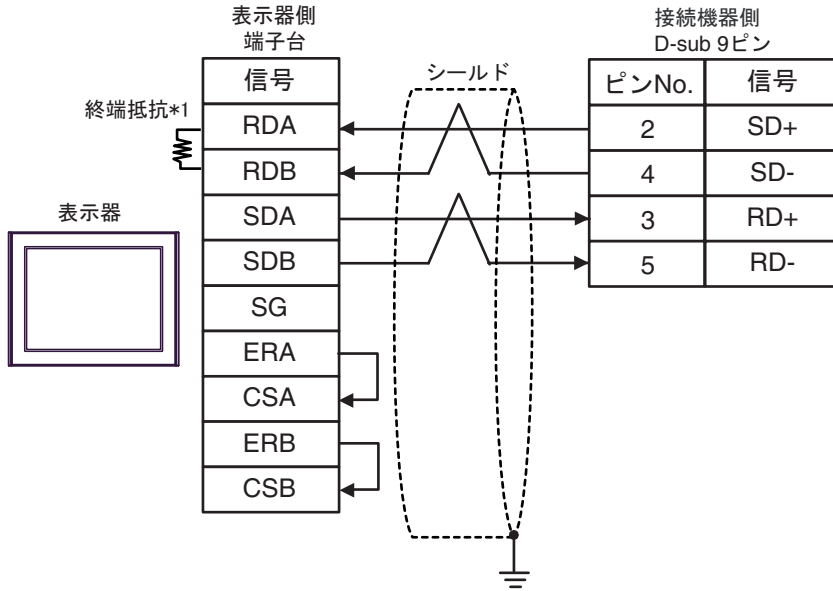 表示器側
端子台
接続機器側
D-sub 9ピン
信号
シールド
ピンNo. 信号
終端抵抗*1
RDA
2 SD+
RDB
4 SD-
表示器
SDA
3 RD+
SDB
5 RD-
SG
ERA
CSA
ERB
CSB